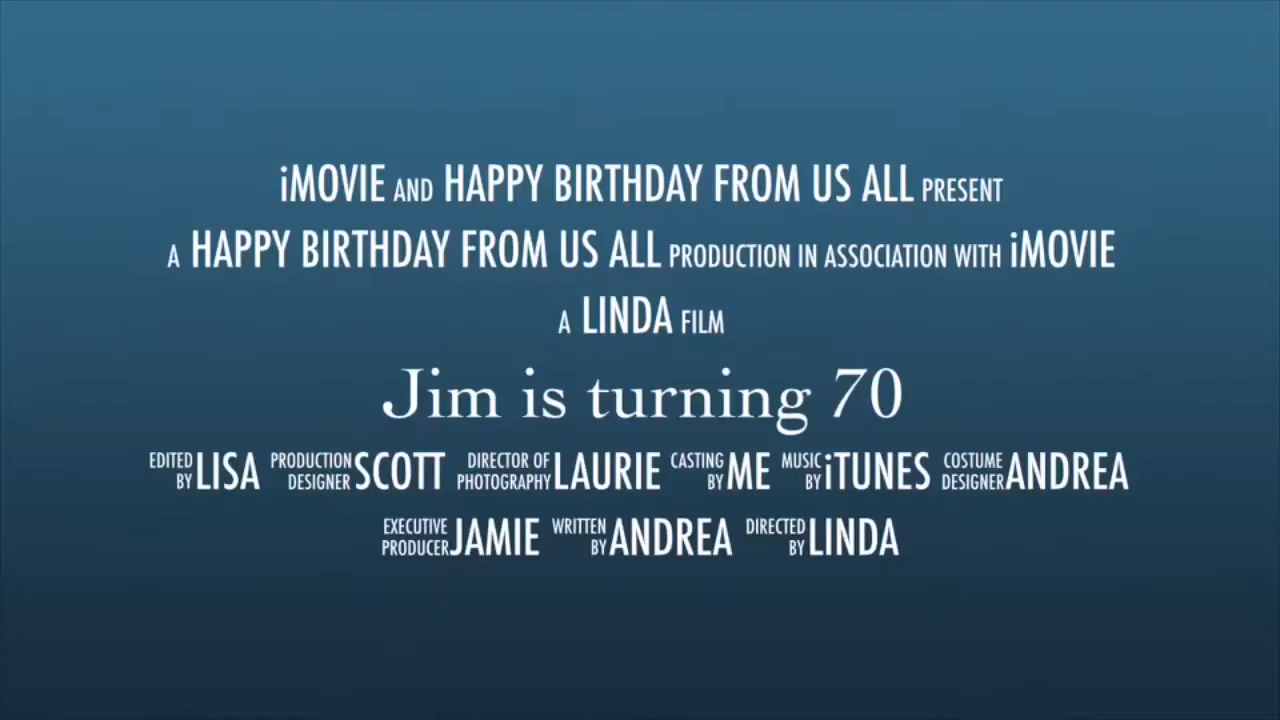 iMOVIE AND HAPPY BIRTHDAY FROM US ALL PRESENT
A HAPPY BIRTHDAY FROM US ALL PRODUCTION IN ASSOCIATION WITH iMOVIE
A LINDA FILM
Jim is turning 70
EDITED BY LISA PRODUCTION DESIGNER SCOTT DIRECTOR OF PHOTOGRAPHY LAURIE CASTING BY ME MUSIC BY iTUNES COSTUME DESIGNER ANDREA
EXECUTIVE PRODUCER JAMIE WRITTEN BY ANDREA DIRECTED BY LINDA